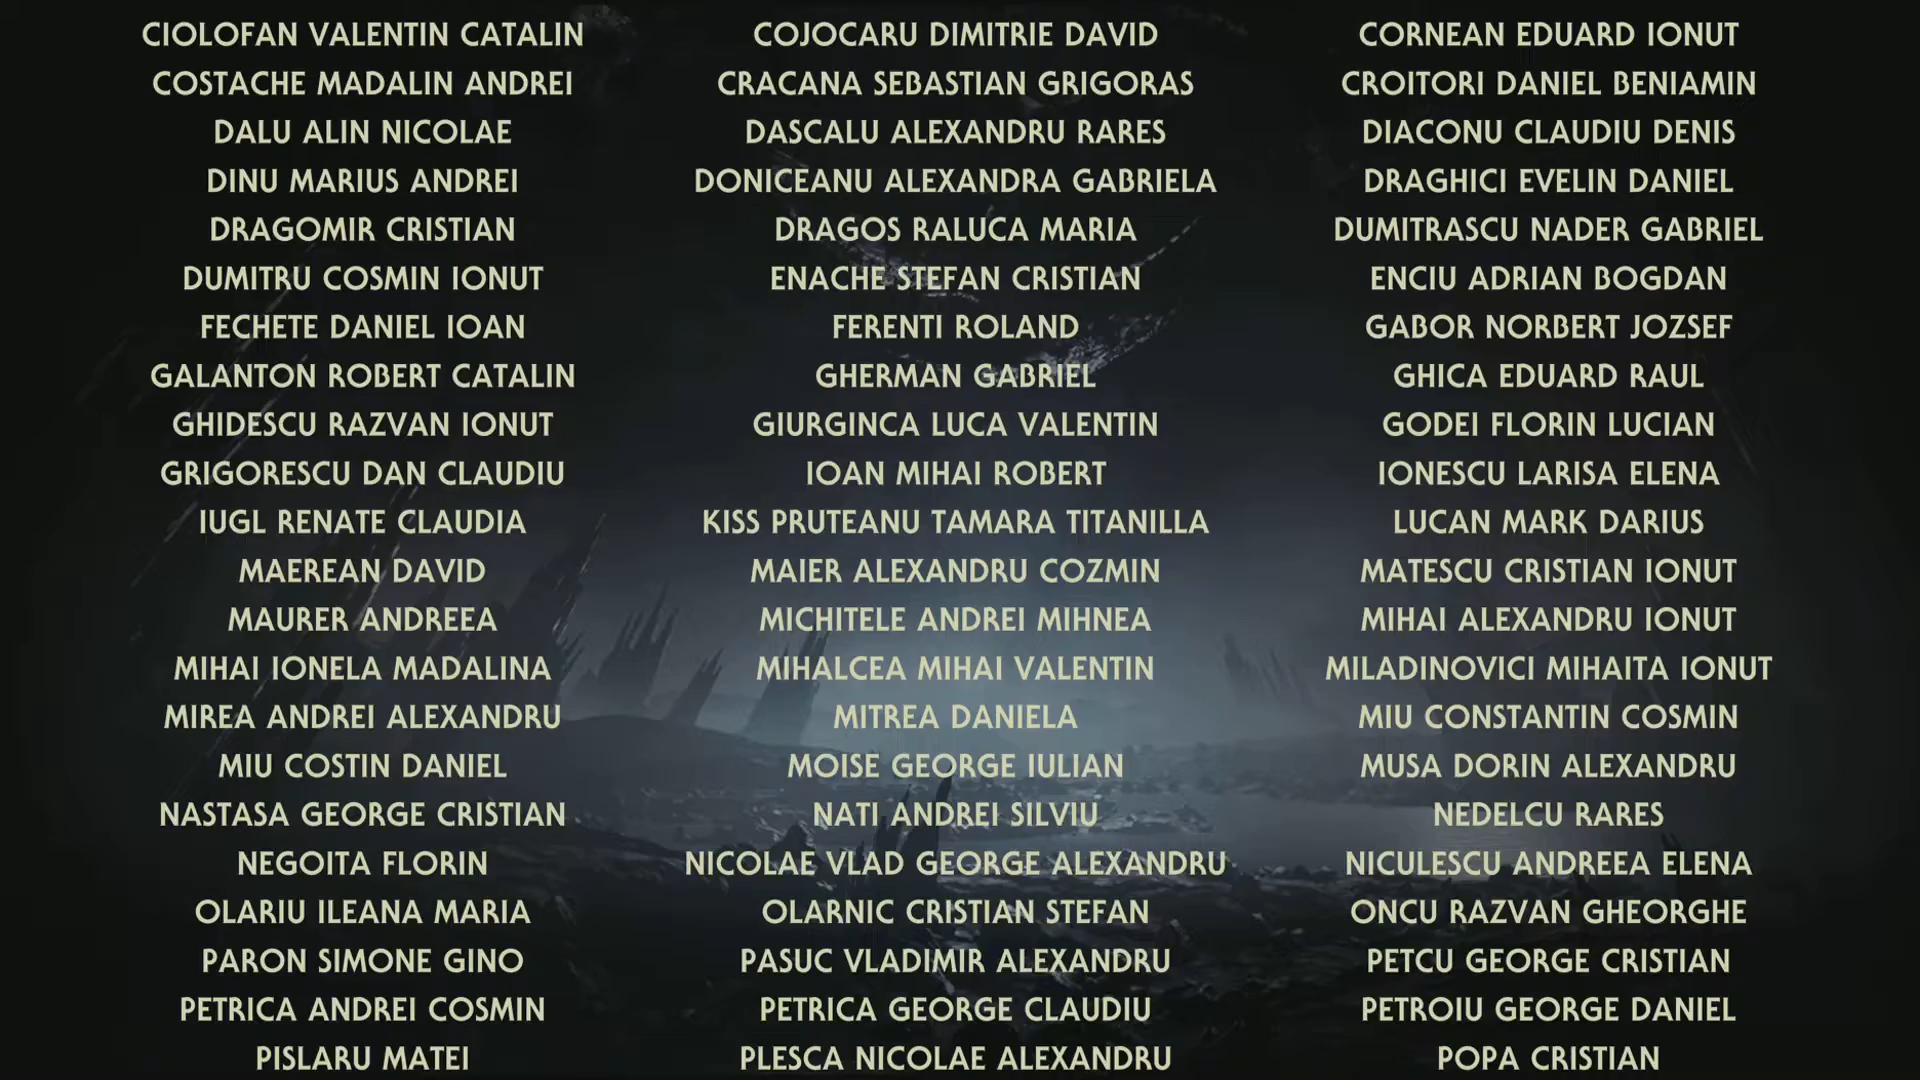 CIOLOFAN VALENTIN CATALIN
COJOCARU DIMITRIE DAVID
CORNEAN EDUARD IONUT
COSTACHE MADALIN ANDREI
CRACANA SEBASTIAN GRIGORAS
CROITORI DANIEL BENIAMIN
DALU ALIN NICOLAE
DASCALU ALEXANDRU RARES
DIACONU CLAUDIU DENIS
DINU MARIUS ANDREI
DONICEANU ALEXANDRA GABRIELA
DRAGHICI EVELIN DANIEL
DRAGOMIR CRISTIAN
DRAGOS RALUCA MARIA
DUMITRASCU NADER GABRIEL
DUMITRU COSMIN IONUT
ENACHE STEFAN CRISTIAN
ENCIU ADRIAN BOGDAN
FECHETE DANIEL IOAN
FERENTI ROLAND
GABOR NORBERT JOZSEF
GALANTON ROBERT CATALIN
GHERMAN GABRIEL
GHICA EDUARD RAUL
GHIDESCU RAZVAN IONUT
GIURGINCA LUCA VALENTIN
GODEI FLORIN LUCIAN
GRIGORESCU DAN CLAUDIU
IOAN MIHAI ROBERT
IONESCU LARISA ELENA
IUGL RENATE CLAUDIA
KISS PRUTEANU TAMARA TITANILLA
LUCAN MARK DARIUS
MAEREAN DAVID
MAIER ALEXANDRU COZMIN
MATESCU CRISTIAN IONUT
MAURER ANDREEA
MICHITELE ANDREI MIHNEA
MIHAI ALEXANDRU IONUT
MIHAI IONELA MADALINA
MIHALCEA MIHAI VALENTIN
MILADINOVICI MIHAITA IONUT
MIREA ANDREI ALEXANDRU
MITREA DANIELA
MIU CONSTANTIN COSMIN
MIU COSTIN DANIEL
MOISE GEORGE IULIAN
MUSA DORIN ALEXANDRU
NASTASA GEORGE CRISTIAN
NATI ANDREI SILVIU
NEDELCU RARES
NEGOITA FLORIN
NICOLAE VLAD GEORGE ALEXANDRU
NICULESCU ANDREEA ELENA
OLARIU ILEANA MARIA
OLARNIC CRISTIAN STEFAN
ONCU RAZVAN GHEORGHE
PARON SIMONE GINO
PASUC VLADIMIR ALEXANDRU
PETCU GEORGE CRISTIAN
PETRICA ANDREI COSMIN
PETRICA GEORGE CLAUDIU
PETROIU GEORGE DANIEL
PISLARU MATEI
PLESCA NICOLAE ALEXANDRU
POPA CRISTIAN